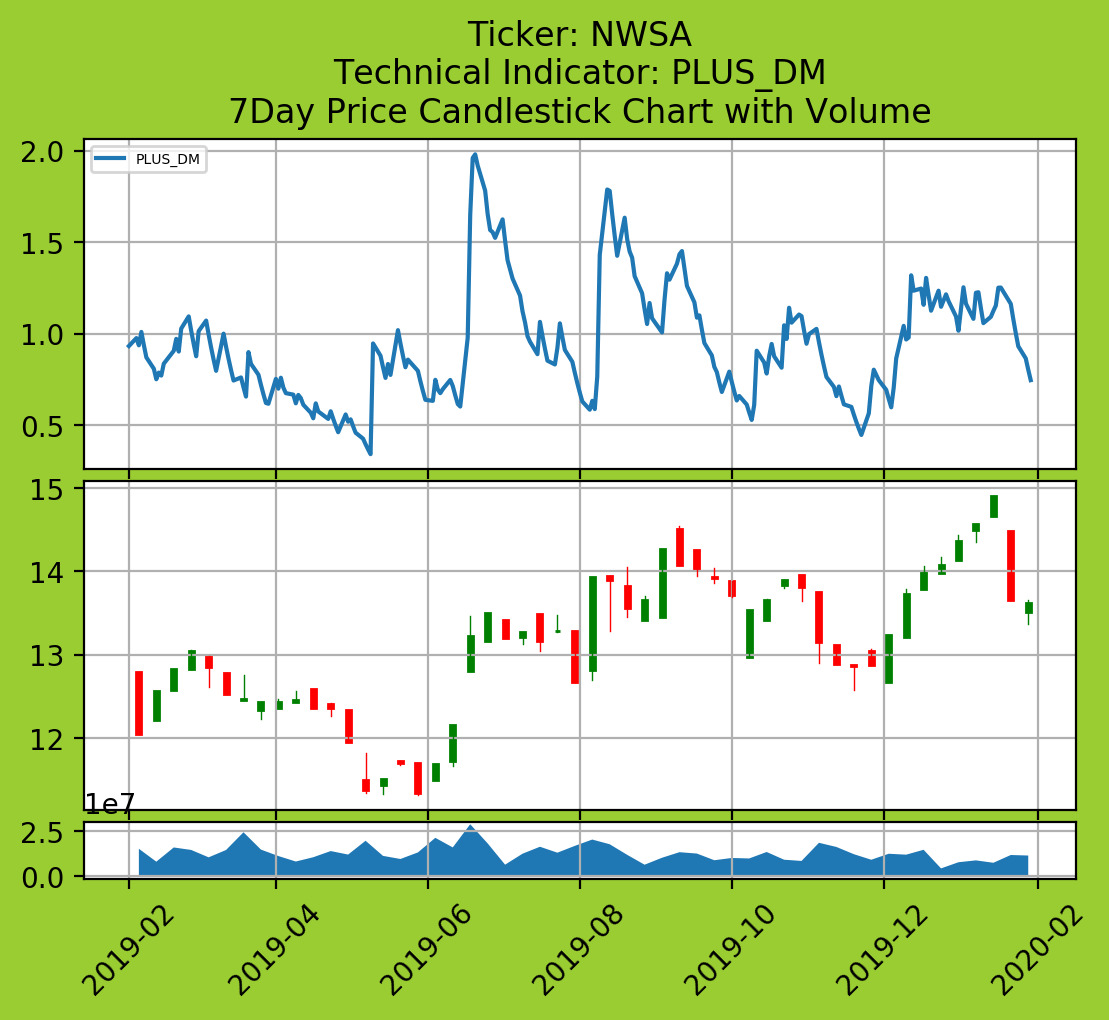 Ticker: NWSA
Technical Indicator: PLUS_DM
7Day Price Candlestick Chart with Volume
2.0
PLUS_DM
1.5
1.0
0.5
15
14
13
12
1e7
2.5
0.0
2019-02 2019-04 2019-06 2019-08 2019-10 2019-12 2020-02